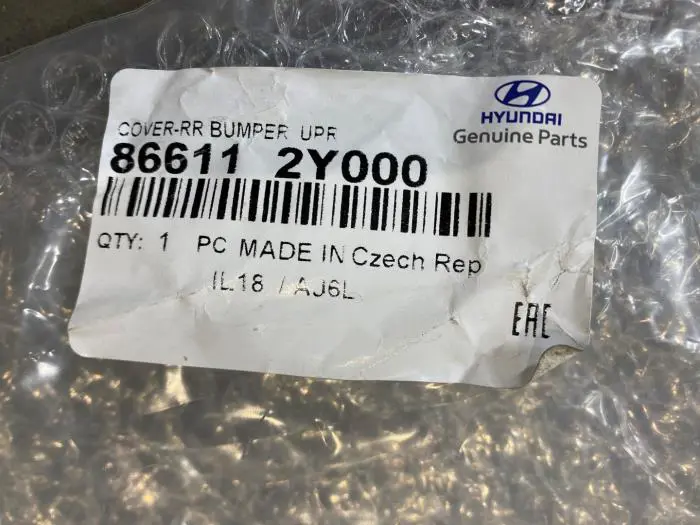 HYUNDAI
Genuine Parts
COVER-RR BUMPER UPR
86611 2Y000
QTY: 1 PC MADE IN Czech Rep
IL18 / AJ6L
EAC